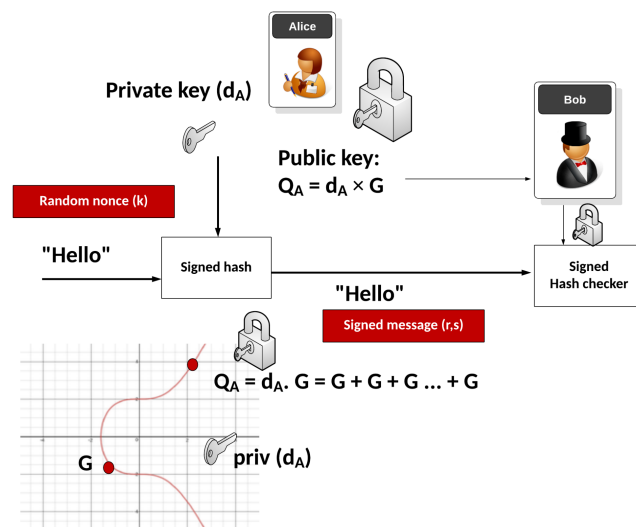 Alice
Private key (dA)
Bob
Public key:
QA = dA × G
Random nonce (k)
"Hello"
Signed hash
Signed
Hash checker
"Hello"
Signed message (r,s)
QA = dA. G = G + G + G ... + G
G
priv (dA)